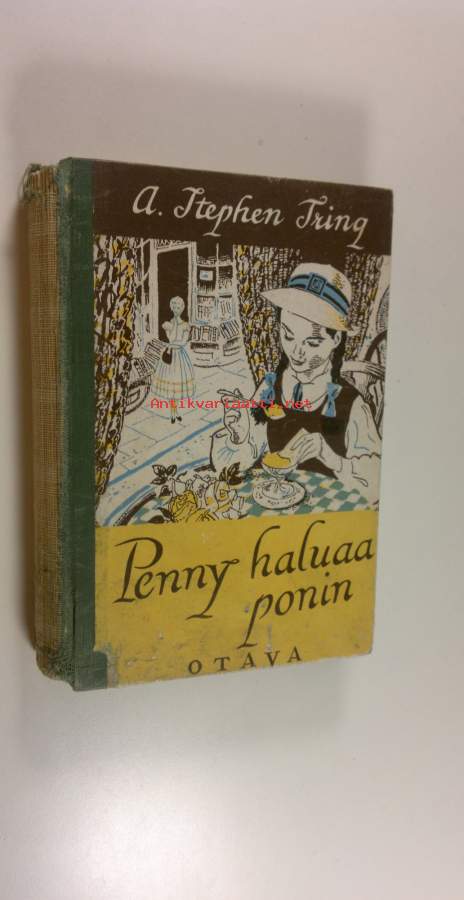 A. Stephen Tring
Antikvariaatti.net
Penny haluaa
ponin
OTAVA